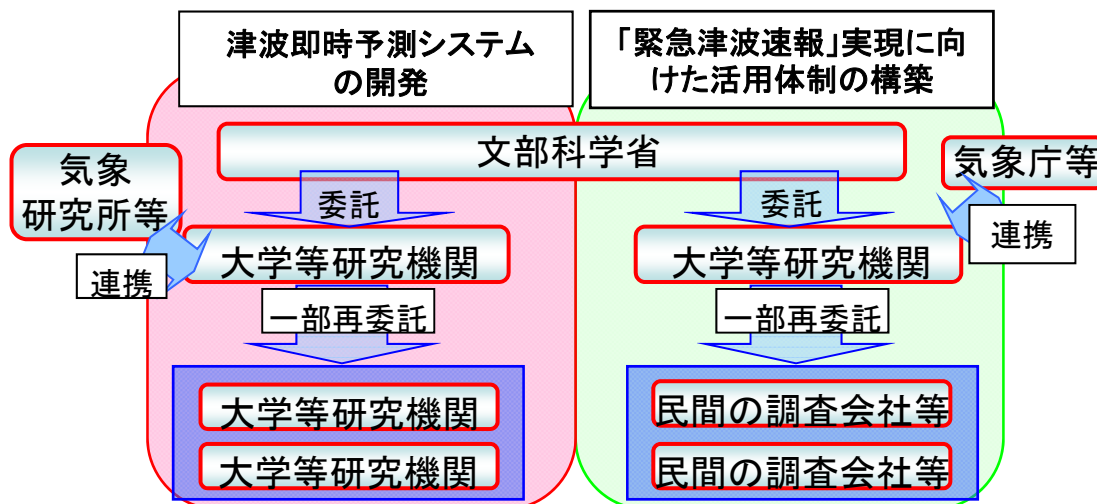 津波即時予測システム
の開発
「緊急津波速報」実現に向
けた活用体制の構築
文部科学省
気象
研究所等
気象庁等
委託
委託
連携
大学等研究機関
大学等研究機関
連携
一部再委託
一部再委託
大学等研究機関
民間の調査会社等
大学等研究機関
民間の調査会社等